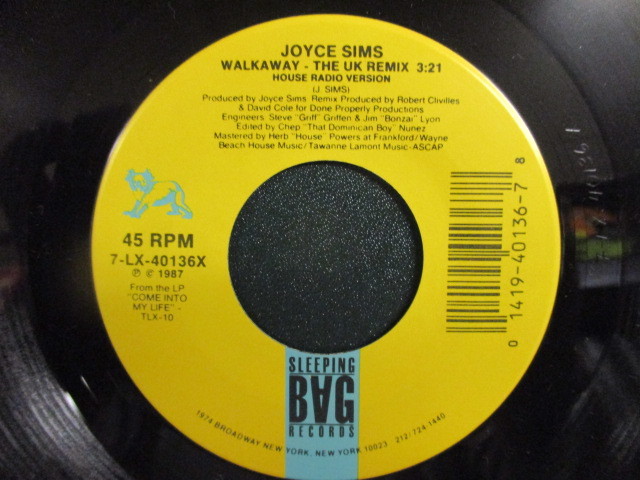 JOYCE SIMS
WALKAWAY - THE UK REMIX 3:21
HOUSE RADIO VERSION
(J. SIMS)
Produced by Joyce Sims. Remix Produced by Robert Clivilles
& David Cole for Done Properly Productions
Engineers: Steve "Griff" Griffen & Jim "Bonzai" Lyon
Edited by Chep "That Dominican Boy" Nunez
Mastered by Herb "House" Powers at Frankford/Wayne
Beach House Music/Tawanne Lamont Music-ASCAP
45 RPM
7-LX-40136X
℗ © 1987
From the LP
"COME INTO
MY LIFE" -
TLX-10
0 1419-40136-7 8
SLEEPING
BAG
RECORDS
1974 BROADWAY NEW YORK, NEW YORK 10023 212-724-1440